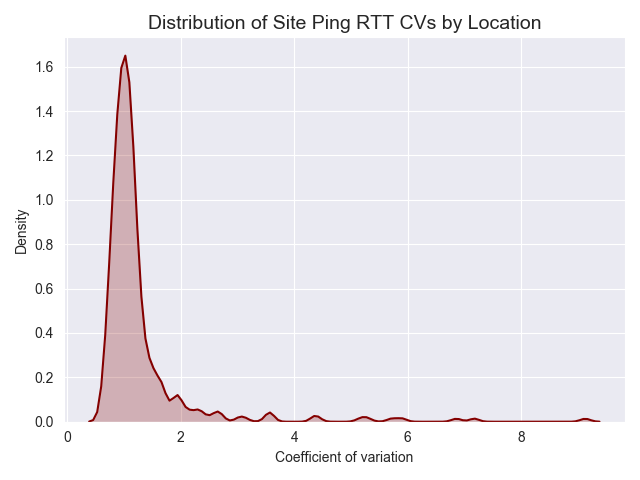 Distribution of Site Ping RTT CVs by Location
1.6
1.4
1.2
1.0
0.8
0.6
0.4
0.2
0.0
Density
0 2 4 6 8
Coefficient of variation